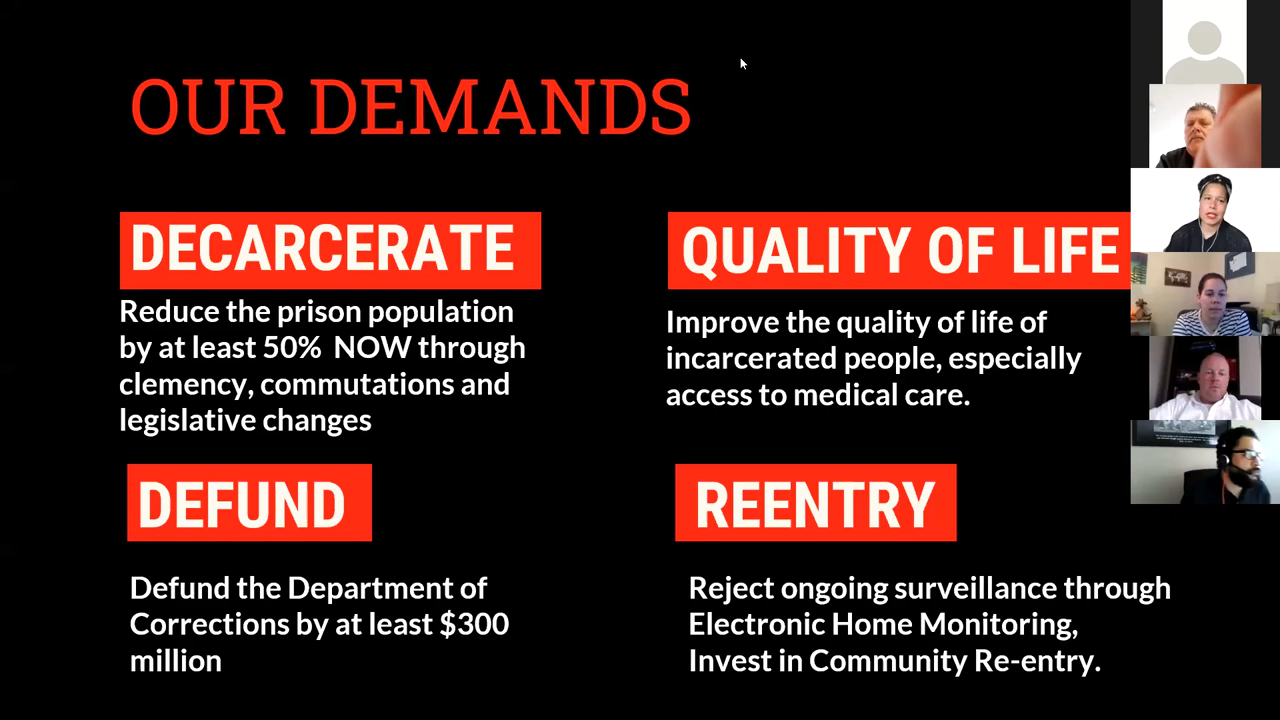 OUR DEMANDS
DECARCERATE
Reduce the prison population
by at least 50% NOW through
clemency, commutations and
legislative changes
QUALITY OF LIFE
Improve the quality of life of
incarcerated people, especially
access to medical care.
DEFUND
Defund the Department of
Corrections by at least $300
million
REENTRY
Reject ongoing surveillance through
Electronic Home Monitoring,
Invest in Community Re-entry.